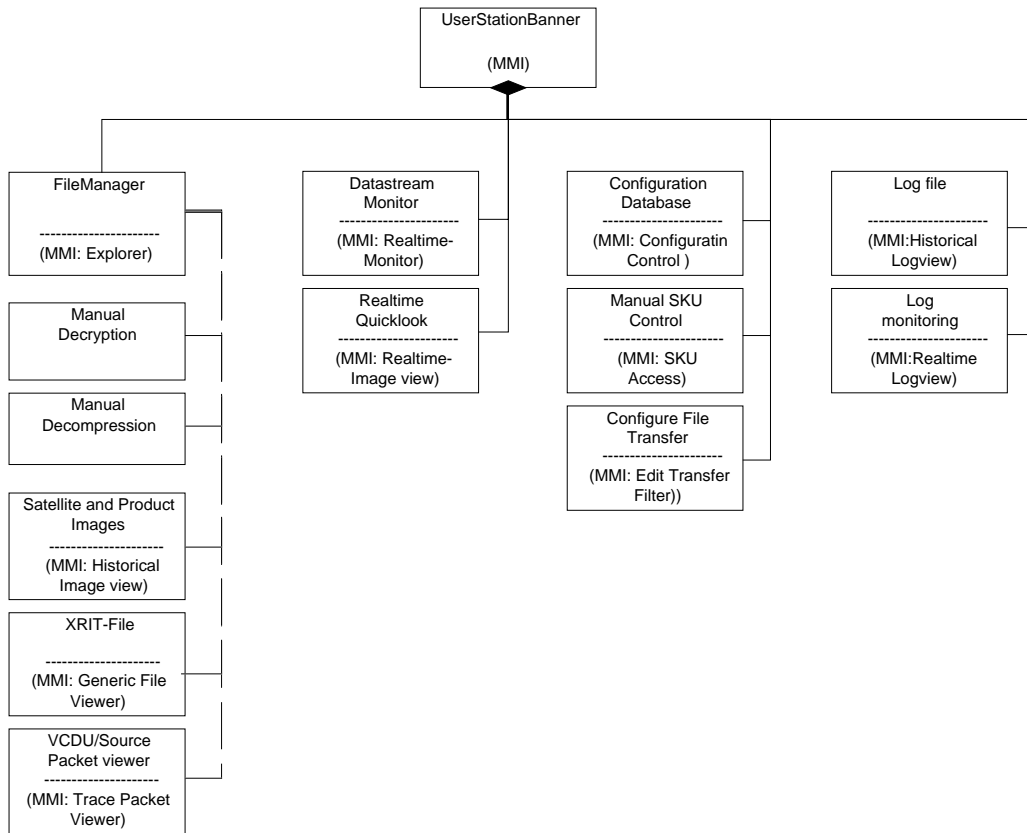 UserStationBanner
(MMI)
FileManager
-----------------------
(MMI: Explorer)
Manual
Decryption
Manual
Decompression
Satellite and Product
Images
----------------------
(MMI: Historical
Image view)
XRIT-File
----------------------
(MMI: Generic File
Viewer)
VCDU/Source
Packet viewer
----------------------
(MMI: Trace Packet
Viewer)
Datastream
Monitor
-----------------------
(MMI: Realtime-
Monitor)
Realtime
Quicklook
-----------------------
(MMI: Realtime-
Image view)
Configuration
Database
-----------------------
(MMI: Configuratin
Control )
Manual SKU
Control
-----------------------
(MMI: SKU
Access)
Configure File
Transfer
-----------------------
(MMI: Edit Transfer
Filter))
Log file
-----------------------
(MMI:Historical
Logview)
Log
monitoring
-----------------------
(MMI:Realtime
Logview)